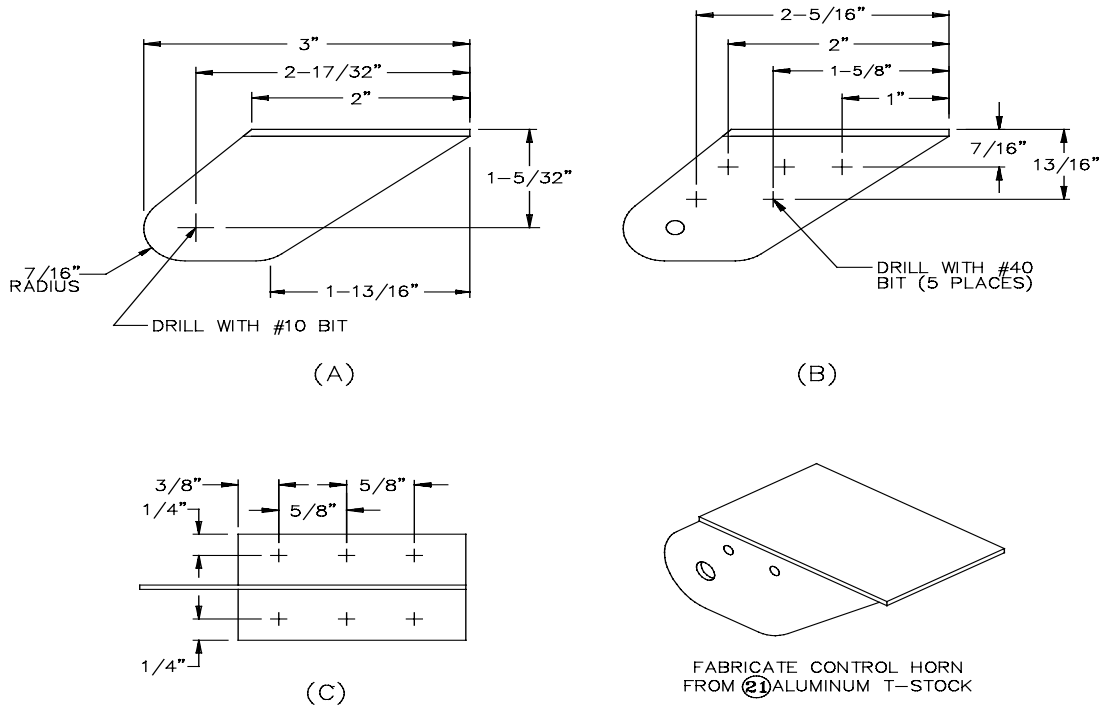 3”
2-17/32”
2”
1-5/32”
7/16”
RADIUS
1-13/16”
DRILL WITH #10 BIT
(A)
2-5/16”
2”
1-5/8”
1”
7/16”
13/16”
DRILL WITH #40
BIT (5 PLACES)
(B)
3/8”
5/8”
1/4”
5/8”
1/4”
(C)
FABRICATE CONTROL HORN
FROM 21 ALUMINUM T-STOCK